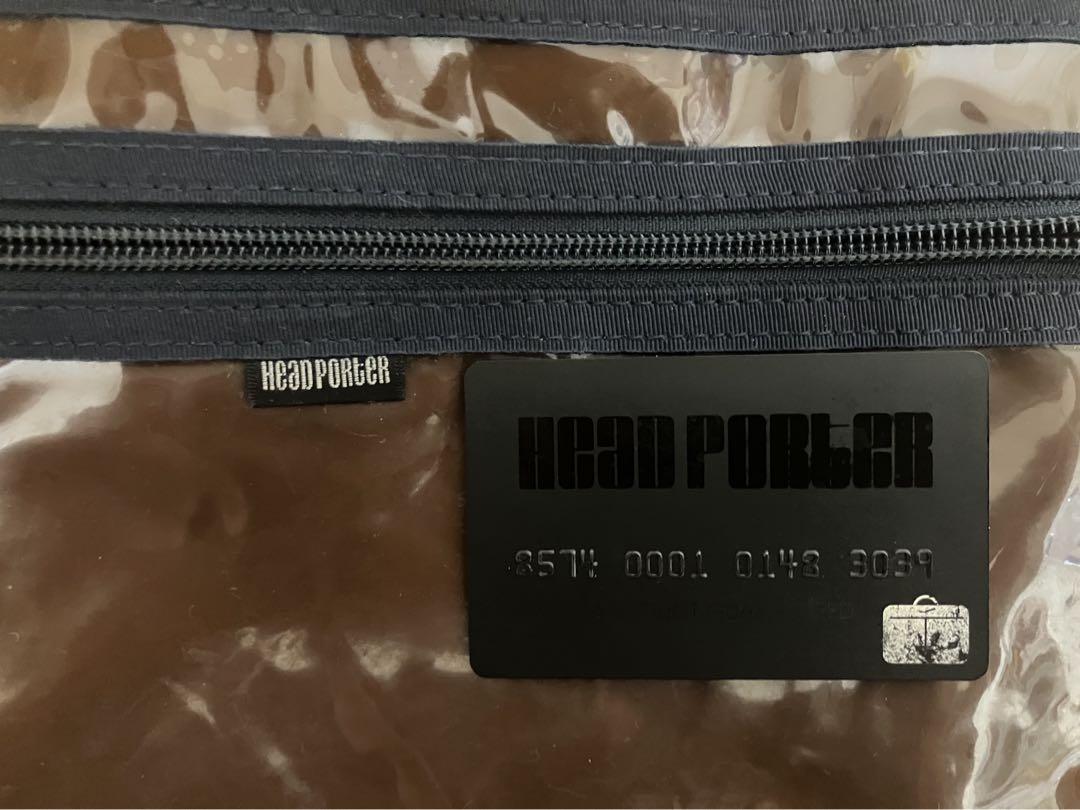 HeaDPORteR
HeaD PORteR
8574 0001 0148 3039